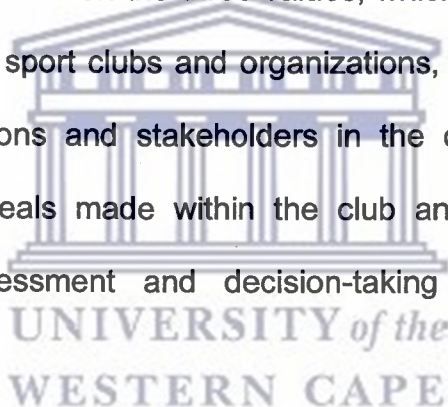 sport clubs and organizations,
ons and stakeholders in the
eals made within the club an
essment and decision-taking
UNIVERSITY of the
WESTERN CAPE